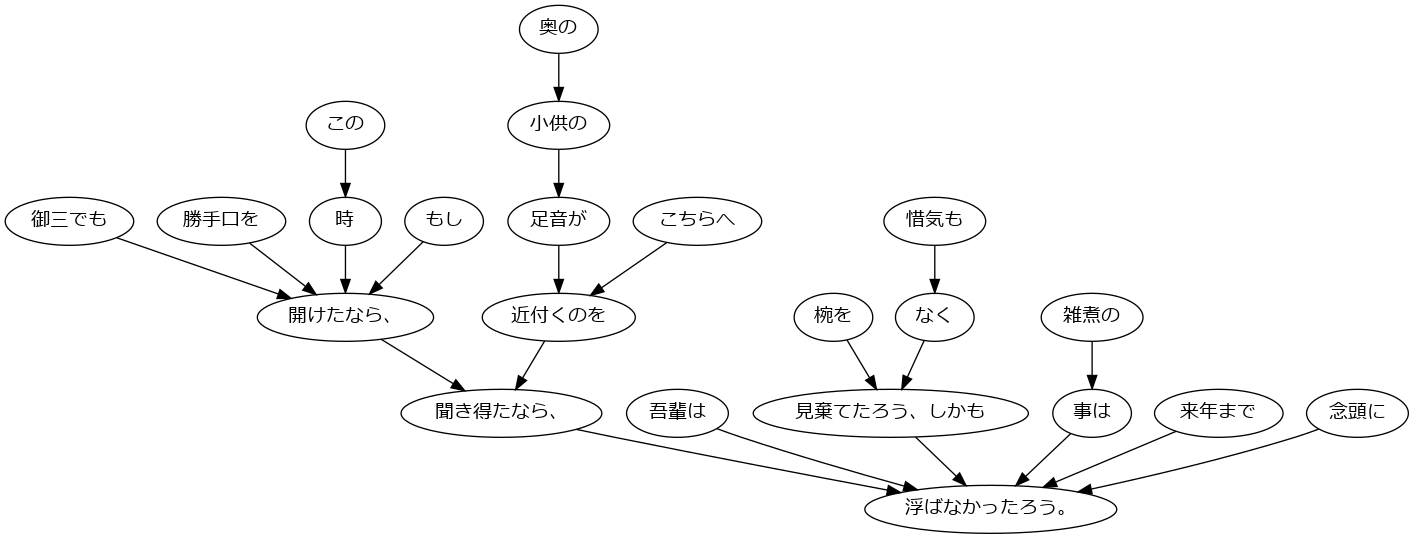 奥の
この
小供の
御三でも
勝手口を
時
もし
足音が
こちらへ
惜気も
開けたなら、
近付くのを
椀を
なく
雑煮の
聞き得たなら、
吾輩は
見棄てたろう、しかも
事は
来年まで
念頭に
浮ばなかったろう。